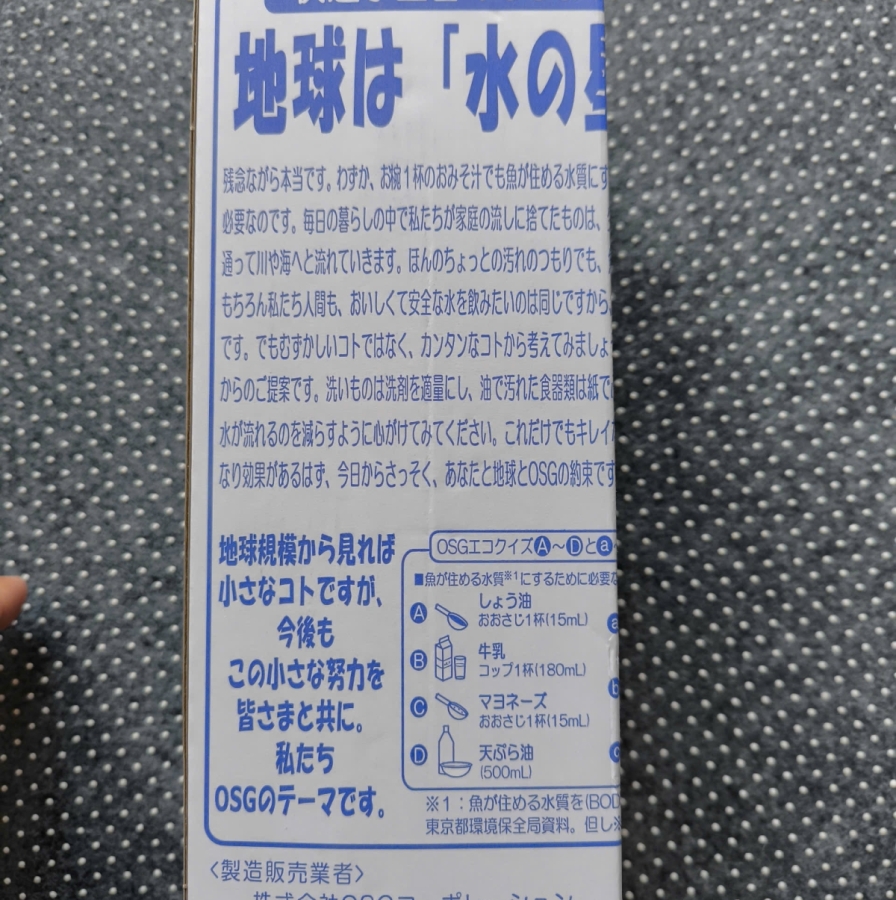 地球は「水の
残念ながら本当です。わずか、お椀1杯のおみそ汁でも魚が住める水質にす
必要なのです。毎日の暮らしの中で私たちが家庭の流しに捨てたものは、
通って川や海へと流れていきます。ほんのちょっとの汚れのつもりでも、
もちろん私たち人間も、おいしくて安全な水を飲みたいのは同じですから
です。でもむずかしいコトではなく、カンタンなコトから考えてみましょ
からのご提案です。洗いものは洗剤を適量にし、油で汚れた食器類は紙で
水が流れるのを減らすように心がけてみてください。これだけでもキレイ
なり効果があるはず、今日からさっそく、あなたと地球とOSGの約束です
地球規模から見れば
小さなコトですが、
今後も
この小さな努力を
皆さまと共に。
私たち
OSGのテーマです。
OSGエコクイズA～Dとa
■魚が住める水質※1にするために必要な
A しょう油
おおさじ1杯(15mL)
a
B 牛乳
コップ1杯(180mL)
b
C マヨネーズ
おおさじ1杯(15mL)
D 天ぷら油
(500mL)
c
※1：魚が住める水質を(BOD
東京都環境保全局資料。但し※
〈製造販売業者〉
株式会社OSGコーポレーション